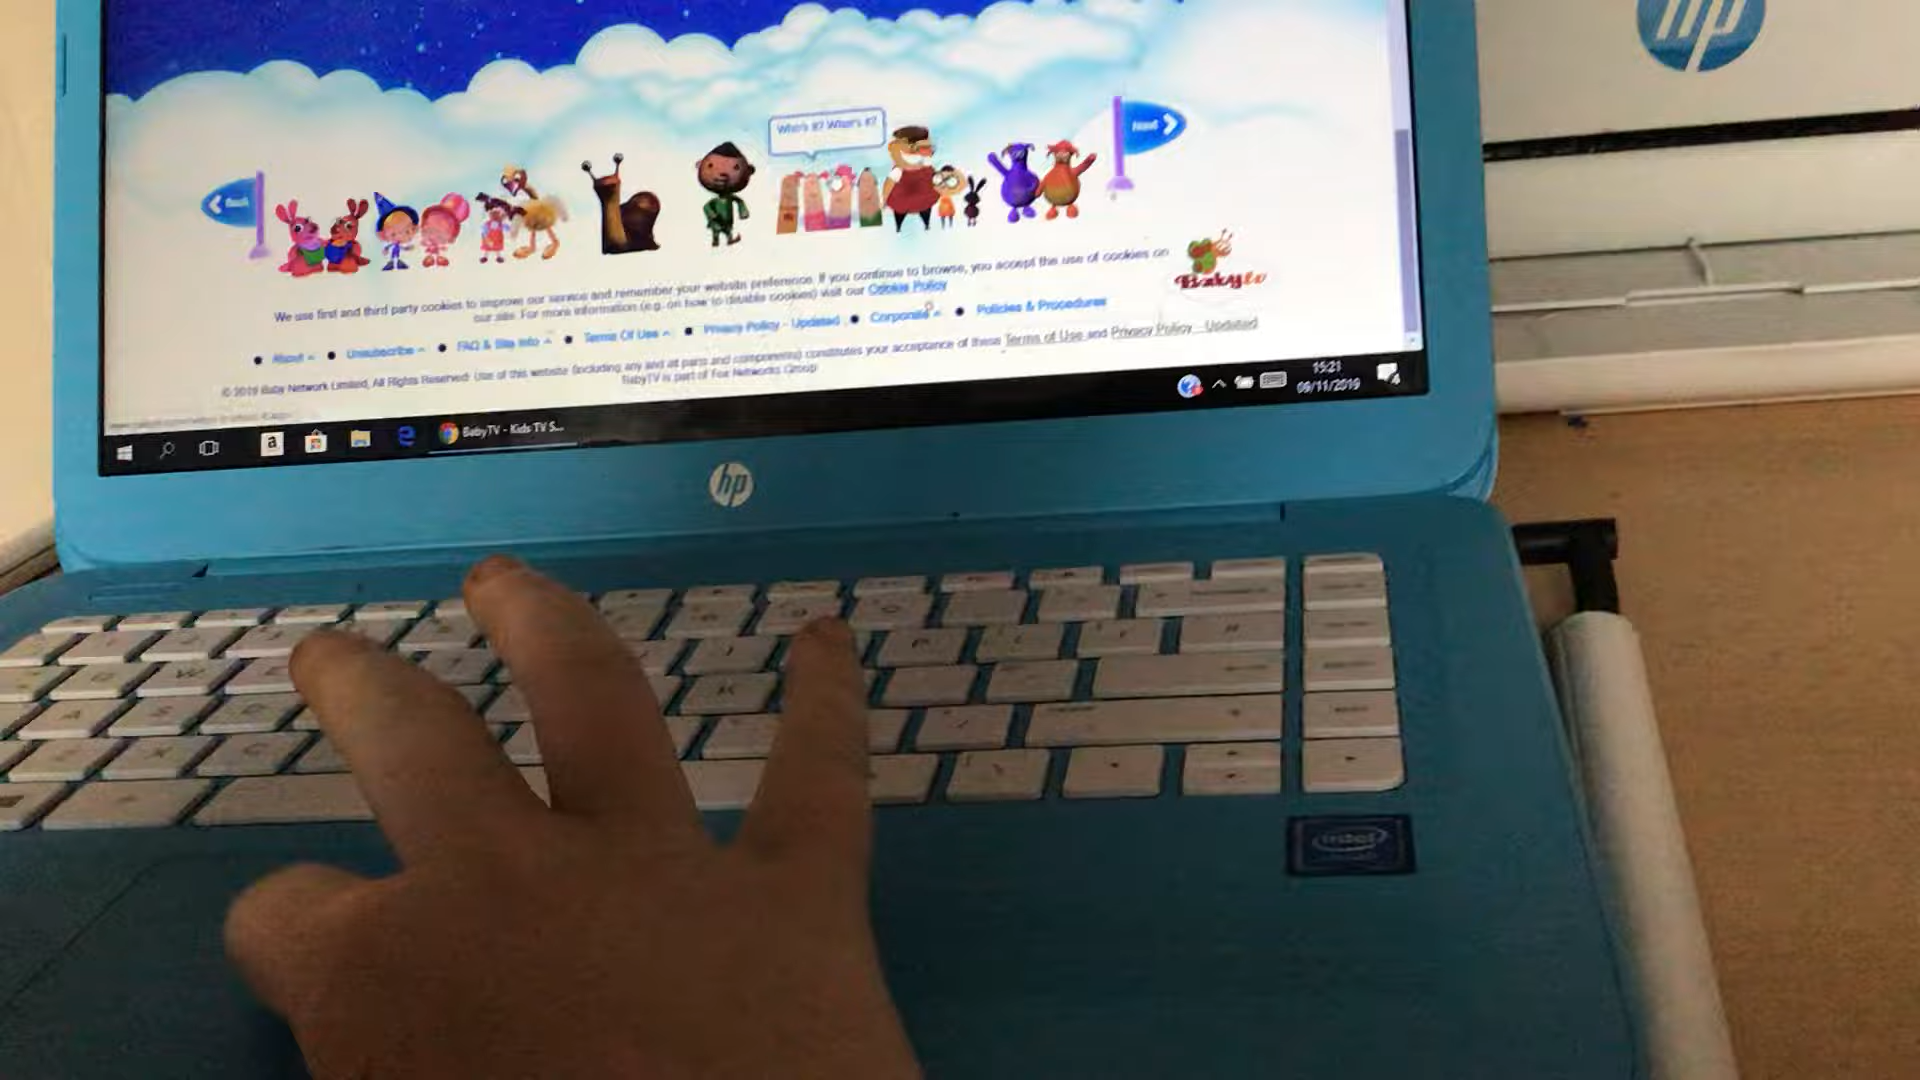 hp
Who's it? What's it?
Next
Back
We use first and third party cookies to improve our service and remember your website preference. If you continue to browse, you accept the use of cookies on
our site. For more information (e.g. on how to disable cookies) visit our Cookie Policy
Babytv
About
Unsubscribe
FAQ & Site Info
Terms Of Use
Privacy Policy - Updated
Corporate
Policies & Procedures
© 2019 Baby Network Limited, All Rights Reserved. Use of this website (including any and all parts and components) constitutes your acceptance of these Terms of Use and Privacy Policy - Updated
BabyTV is part of Fox Networks Group
15:21
09/11/2019
BabyTV - Kids TV S...
hp
intel